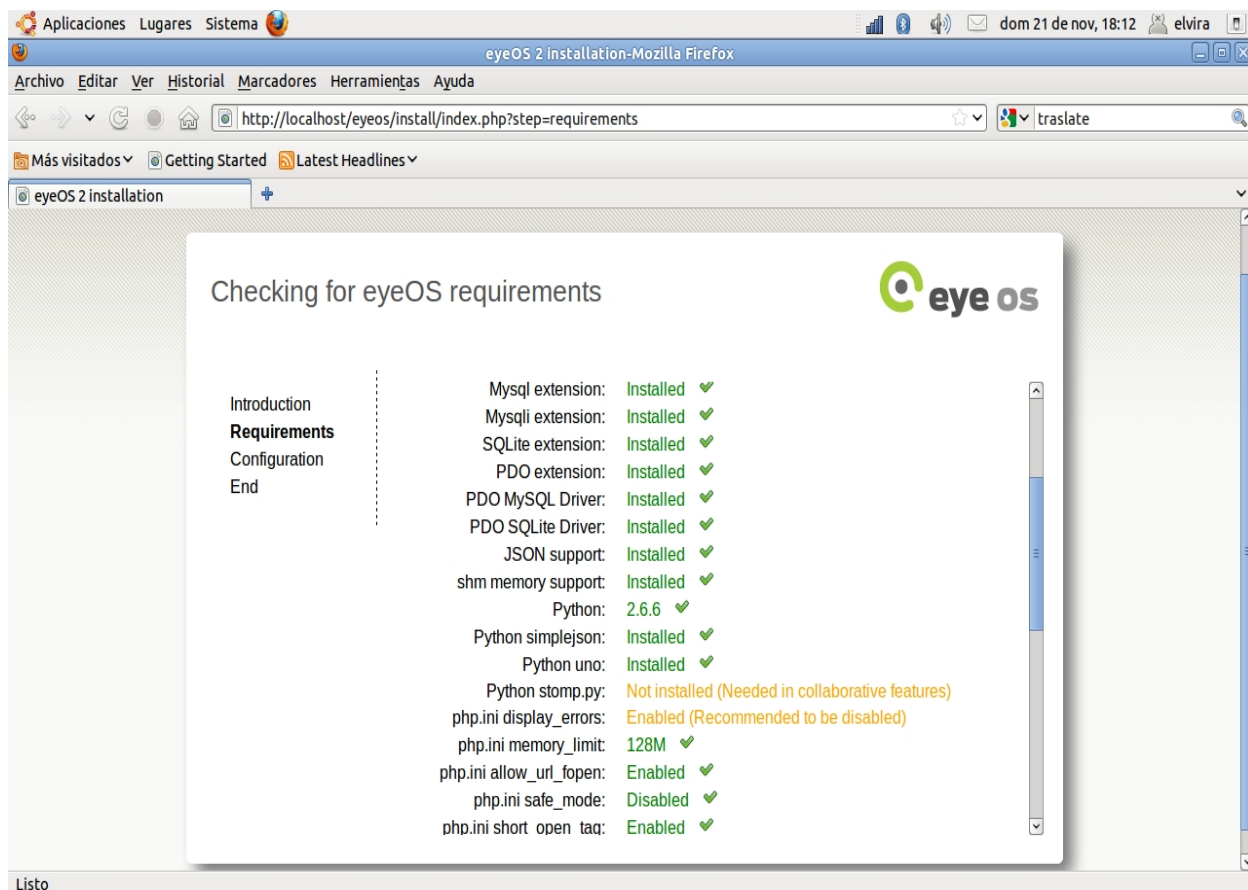 Aplicaciones Lugares Sistema dom 21 de nov, 18:12 elvira
eyeOS 2 installation-Mozilla Firefox
Archivo Editar Ver Historial Marcadores Herramientas Ayuda
http://localhost/eyeos/install/index.php?step=requirements traslate
Más visitados Getting Started Latest Headlines
eyeOS 2 installation
Checking for eyeOS requirements
eye os
Introduction
Requirements
Configuration
End
Mysql extension: Installed
Mysqli extension: Installed
SQLite extension: Installed
PDO extension: Installed
PDO MySQL Driver: Installed
PDO SQLite Driver: Installed
JSON support: Installed
shm memory support: Installed
Python: 2.6.6
Python simplejson: Installed
Python uno: Installed
Python stomp.py: Not installed (Needed in collaborative features)
php.ini display_errors: Enabled (Recommended to be disabled)
php.ini memory_limit: 128M
php.ini allow_url_fopen: Enabled
php.ini safe_mode: Disabled
php.ini short_open_tag: Enabled
Listo